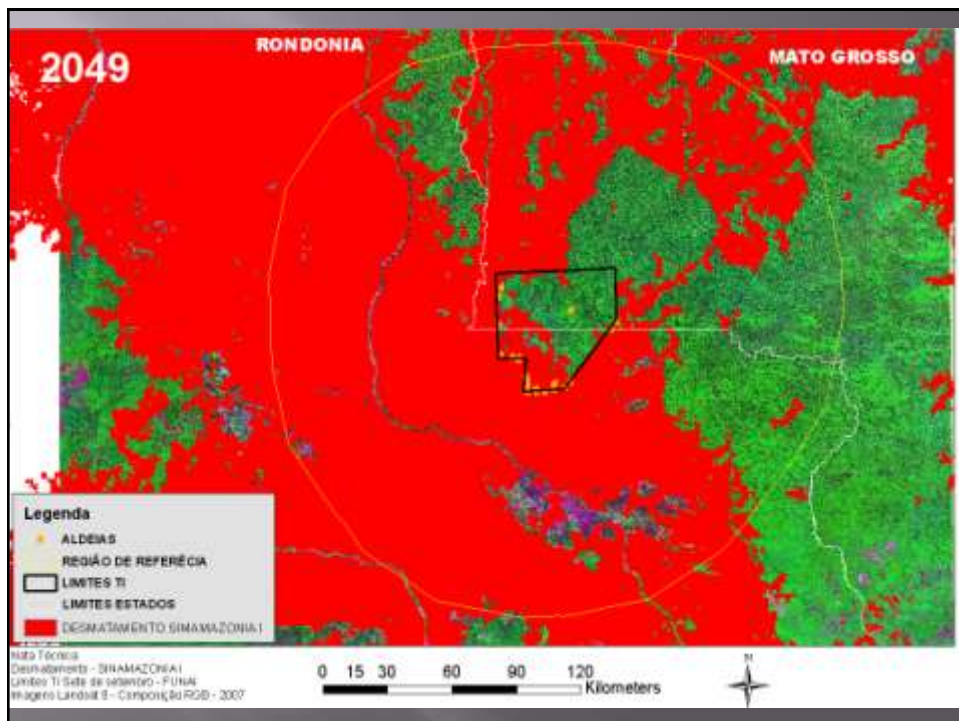 2049
RONDONIA
MATO GROSSO
Legenda
ALDEIAS
REGIÃO DE REFERÊCIA
LIMITES TI
LIMITES ESTADOS
DESMATAMENTO SIMAMAZONIA I
Nota Técnica
Desmatamento - SIMAMAZONIA I
Limites TI Sete de setembro - FUNAI
Imagens Landsat 5 - Composição RGB - 2007
0 15 30 60 90 120
Kilometers
N